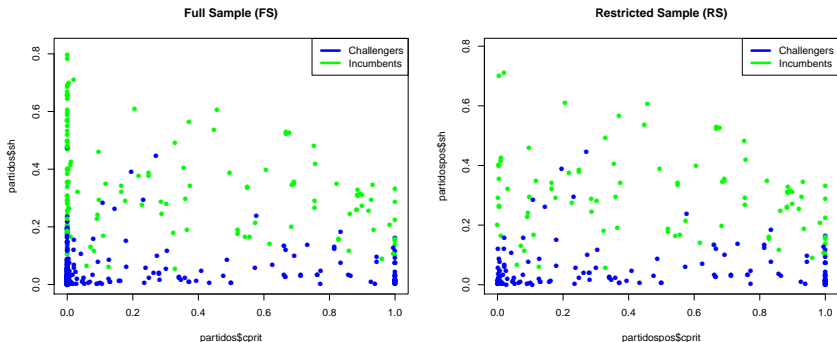 Full Sample (FS)
partidos$sh
0.0
0.2
0.4
0.6
0.8
Challengers
Incumbents
0.0 0.2 0.4 0.6 0.8 1.0
partidos$cprit
Restricted Sample (RS)
partidospos$sh
0.0
0.2
0.4
0.6
0.8
Challengers
Incumbents
0.0 0.2 0.4 0.6 0.8 1.0
partidospos$cprit